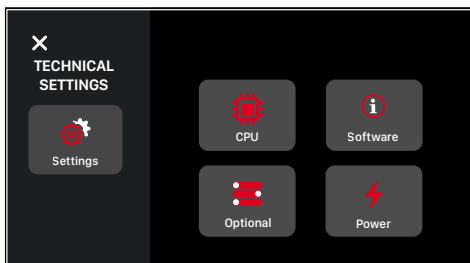 TECHNICAL
SETTINGS
Settings
CPU
Software
Optional
Power